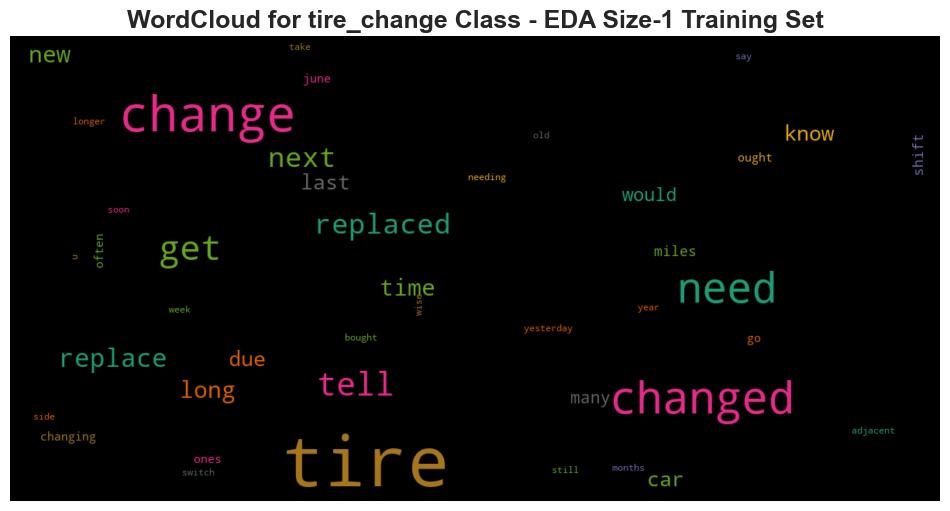 WordCloud for tire_change Class - EDA Size-1 Training Set
take
new
say
june
longer
change
old
know
shift
next
ought
last
needing
would
soon
replaced
often
get
miles
u
time
need
wise
week
year
yesterday
bought
go
replace
due
tell
long
many
changed
side
adjacent
changing
tire
ones
switch
still
months
car